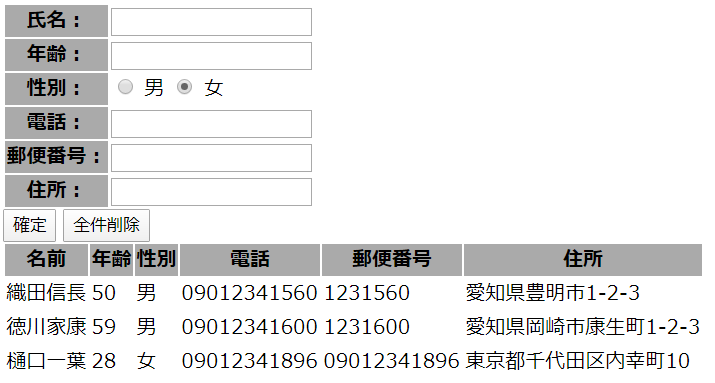 氏名：
年齢：
性別： 男 女
電話：
郵便番号：
住所：
確定 全件削除
名前 年齢 性別 電話 郵便番号 住所
織田信長 50 男 09012341560 1231560 愛知県豊明市1-2-3
徳川家康 59 男 09012341600 1231600 愛知県岡崎市康生町1-2-3
樋口一葉 28 女 09012341896 09012341896 東京都千代田区内幸町10